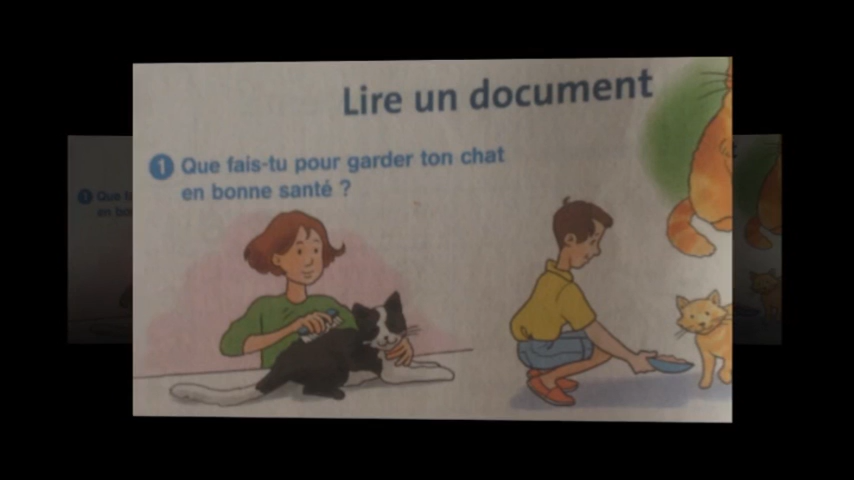 Lire un document
1 Que fais-tu pour garder ton chat
en bonne santé ?